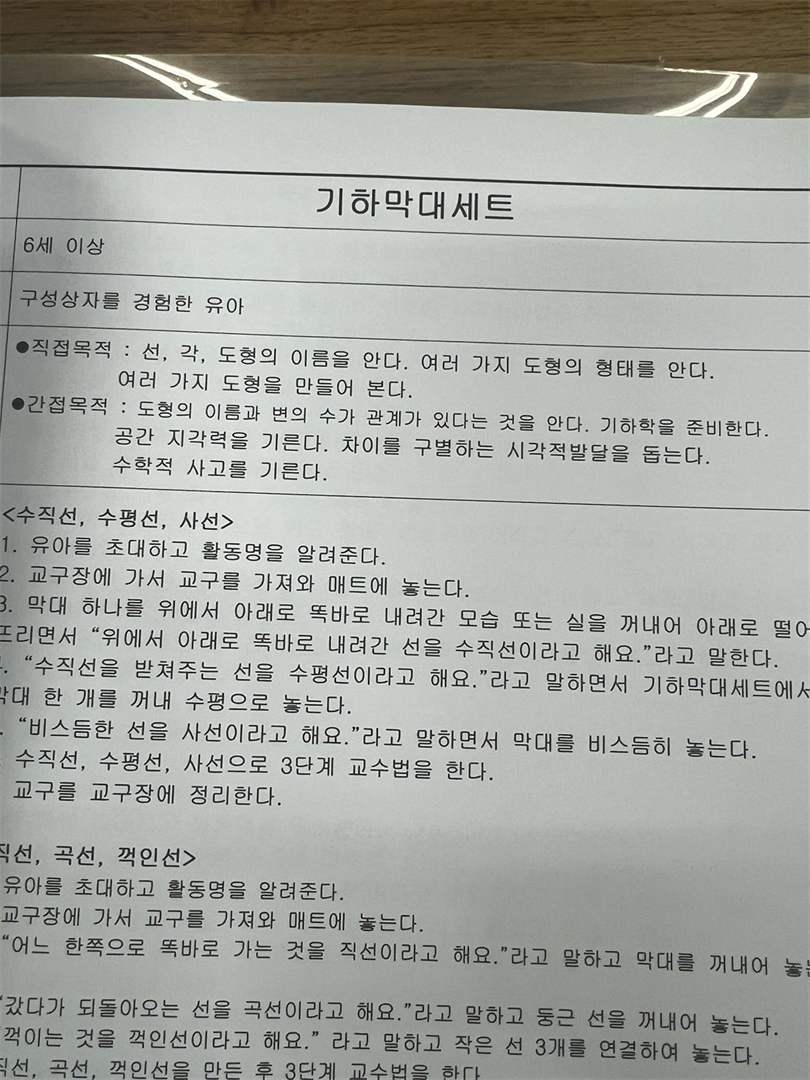 기하막대세트
6세 이상
구성상자를 경험한 유아
●직접목적 : 선, 각, 도형의 이름을 안다. 여러 가지 도형의 형태를 안다.
여러 가지 도형을 만들어 본다.
●간접목적 : 도형의 이름과 변의 수가 관계가 있다는 것을 안다. 기하학을 준비한다.
공간 지각력을 기른다. 차이를 구별하는 시각적발달을 돕는다.
수학적 사고를 기른다.
<수직선, 수평선, 사선>
1. 유아를 초대하고 활동명을 알려준다.
2. 교구장에 가서 교구를 가져와 매트에 놓는다.
3. 막대 하나를 위에서 아래로 똑바로 내려간 모습 또는 실을 꺼내어 아래로 떨어
뜨리면서 “위에서 아래로 똑바로 내려간 선을 수직선이라고 해요.”라고 말한다.
. “수직선을 받쳐주는 선을 수평선이라고 해요.”라고 말하면서 기하막대세트에서
막대 한 개를 꺼내 수평으로 놓는다.
. “비스듬한 선을 사선이라고 해요.”라고 말하면서 막대를 비스듬히 놓는다.
수직선, 수평선, 사선으로 3단계 교수법을 한다.
교구를 교구장에 정리한다.
직선, 곡선, 꺽인선>
유아를 초대하고 활동명을 알려준다.
교구장에 가서 교구를 가져와 매트에 놓는다.
“어느 한쪽으로 똑바로 가는 것을 직선이라고 해요.”라고 말하고 막대를 꺼내어
“갔다가 되돌아오는 선을 곡선이라고 해요.”라고 말하고 둥근 선을 꺼내어 놓는다.
“꺽이는 것을 꺽인선이라고 해요.” 라고 말하고 작은 선 3개를 연결하여 놓는다.
직선, 곡선, 꺽인선을 만든 후 3단계 교수법을 한다